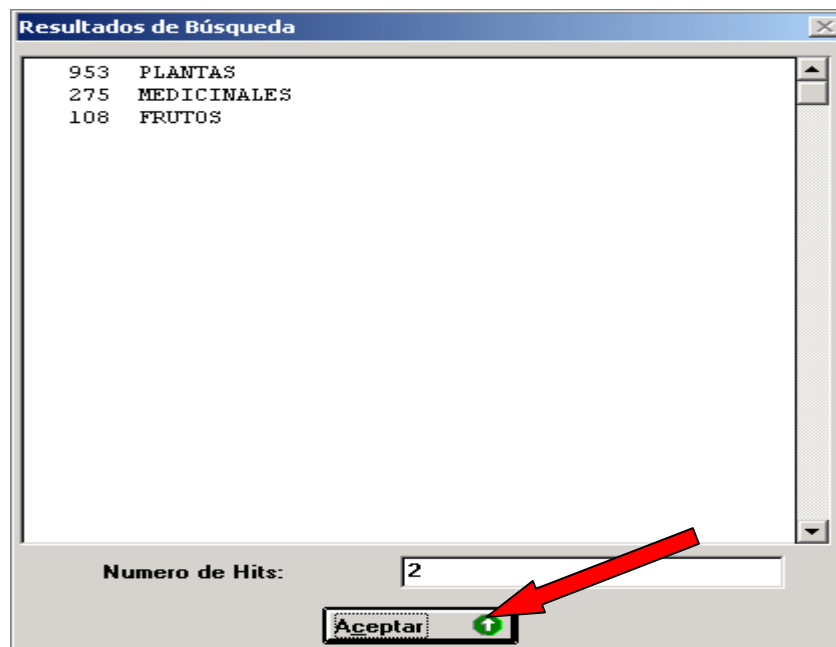 Resultados de Búsqueda
953 PLANTAS
275 MEDICINALES
108 FRUTOS
Numero de Hits: 2
Aceptar